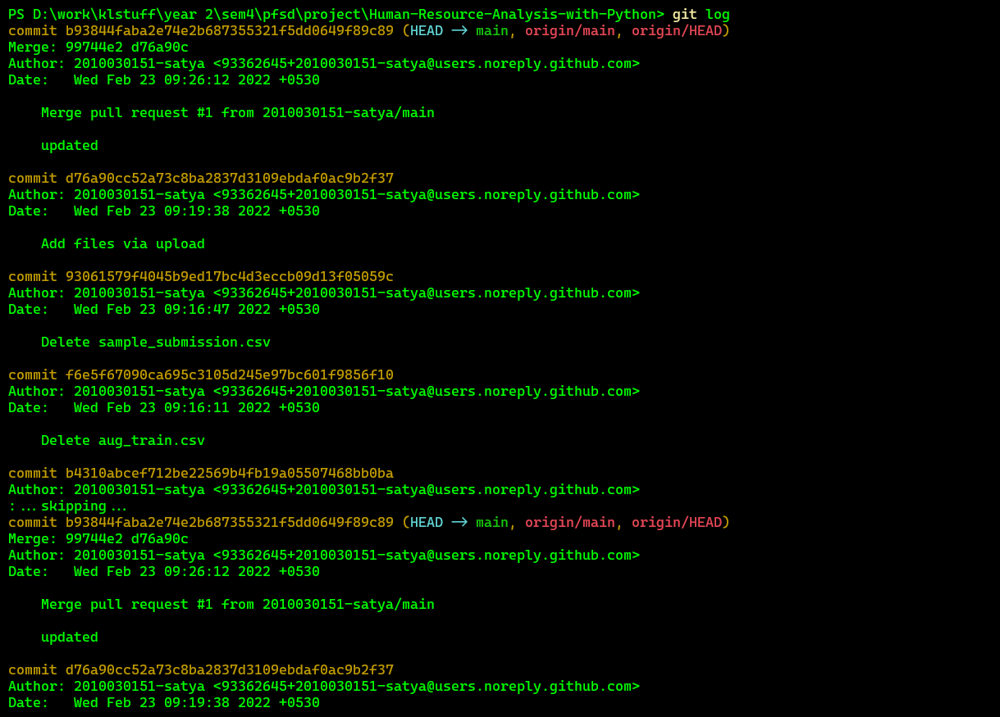 PS D:\work\klstuff\year 2\sem4\pfsd\project\Human-Resource-Analysis-with-Python> git log
commit b93844faba2e74e2b687355321f5dd0649f89c89 (HEAD -> main, origin/main, origin/HEAD)
Merge: 99744e2 d76a90c
Author: 2010030151-satya <93362645+2010030151-satya@users.noreply.github.com>
Date:   Wed Feb 23 09:26:12 2022 +0530
Merge pull request #1 from 2010030151-satya/main
updated
commit d76a90cc52a73c8ba2837d3109ebdaf0ac9b2f37
Author: 2010030151-satya <93362645+2010030151-satya@users.noreply.github.com>
Date:   Wed Feb 23 09:19:38 2022 +0530
Add files via upload
commit 93061579f4045b9ed17bc4d3eccb09d13f05059c
Author: 2010030151-satya <93362645+2010030151-satya@users.noreply.github.com>
Date:   Wed Feb 23 09:16:47 2022 +0530
Delete sample_submission.csv
commit f6e5f67090ca695c3105d245e97bc601f9856f10
Author: 2010030151-satya <93362645+2010030151-satya@users.noreply.github.com>
Date:   Wed Feb 23 09:16:11 2022 +0530
Delete aug_train.csv
commit b4310abcef712be22569b4fb19a05507468bb0ba
Author: 2010030151-satya <93362645+2010030151-satya@users.noreply.github.com>
:...skipping...
commit b93844faba2e74e2b687355321f5dd0649f89c89 (HEAD -> main, origin/main, origin/HEAD)
Merge: 99744e2 d76a90c
Author: 2010030151-satya <93362645+2010030151-satya@users.noreply.github.com>
Date:   Wed Feb 23 09:26:12 2022 +0530
Merge pull request #1 from 2010030151-satya/main
updated
commit d76a90cc52a73c8ba2837d3109ebdaf0ac9b2f37
Author: 2010030151-satya <93362645+2010030151-satya@users.noreply.github.com>
Date:   Wed Feb 23 09:19:38 2022 +0530